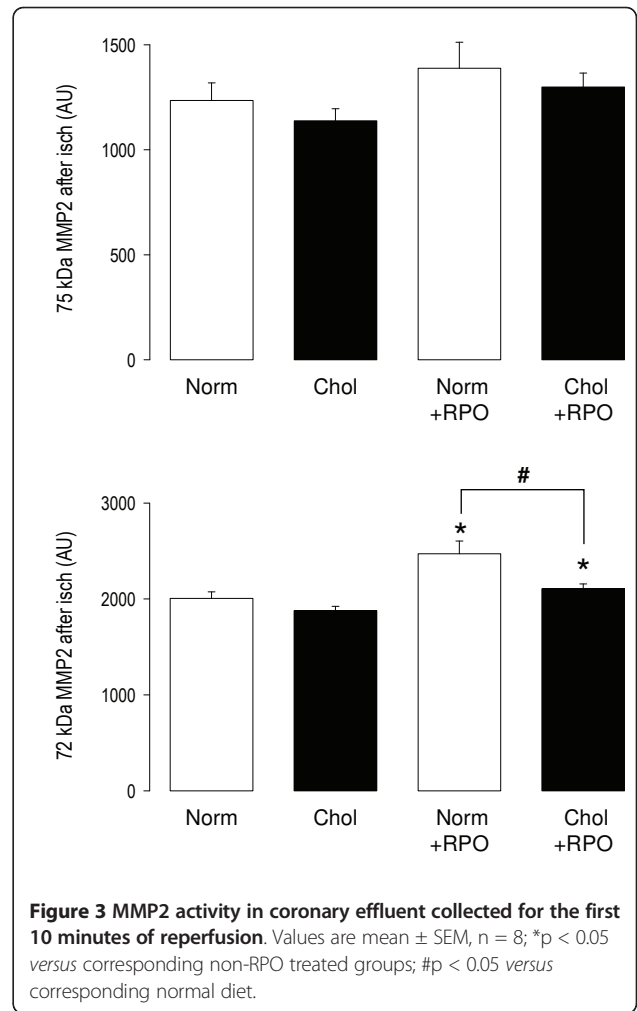 1500
1000
500
0
75 kDa MMP2 after isch (AU)
Norm Chol Norm +RPO Chol +RPO
3000
2000
1000
0
72 kDa MMP2 after isch (AU)
#
*
*
Norm Chol Norm +RPO Chol +RPO
Figure 3 MMP2 activity in coronary effluent collected for the first
10 minutes of reperfusion. Values are mean ± SEM, n = 8; *p < 0.05
versus corresponding non-RPO treated groups; #p < 0.05 versus
corresponding normal diet.